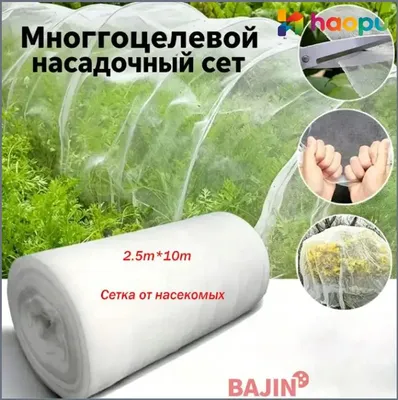 haopu
Многгоцелевой
насадочный сет
2.5m*10m
Сетка от насекомых
BAJIN